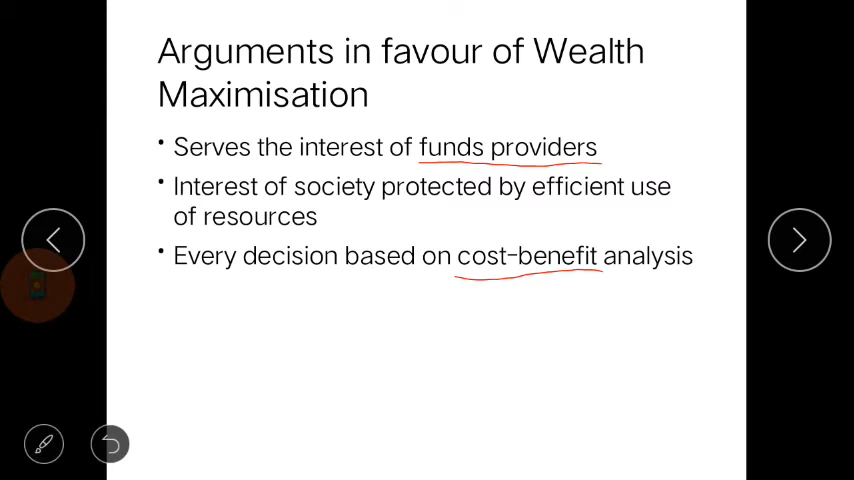 Arguments in favour of Wealth
Maximisation
• Serves the interest of funds providers
• Interest of society protected by efficient use
of resources
• Every decision based on cost-benefit analysis